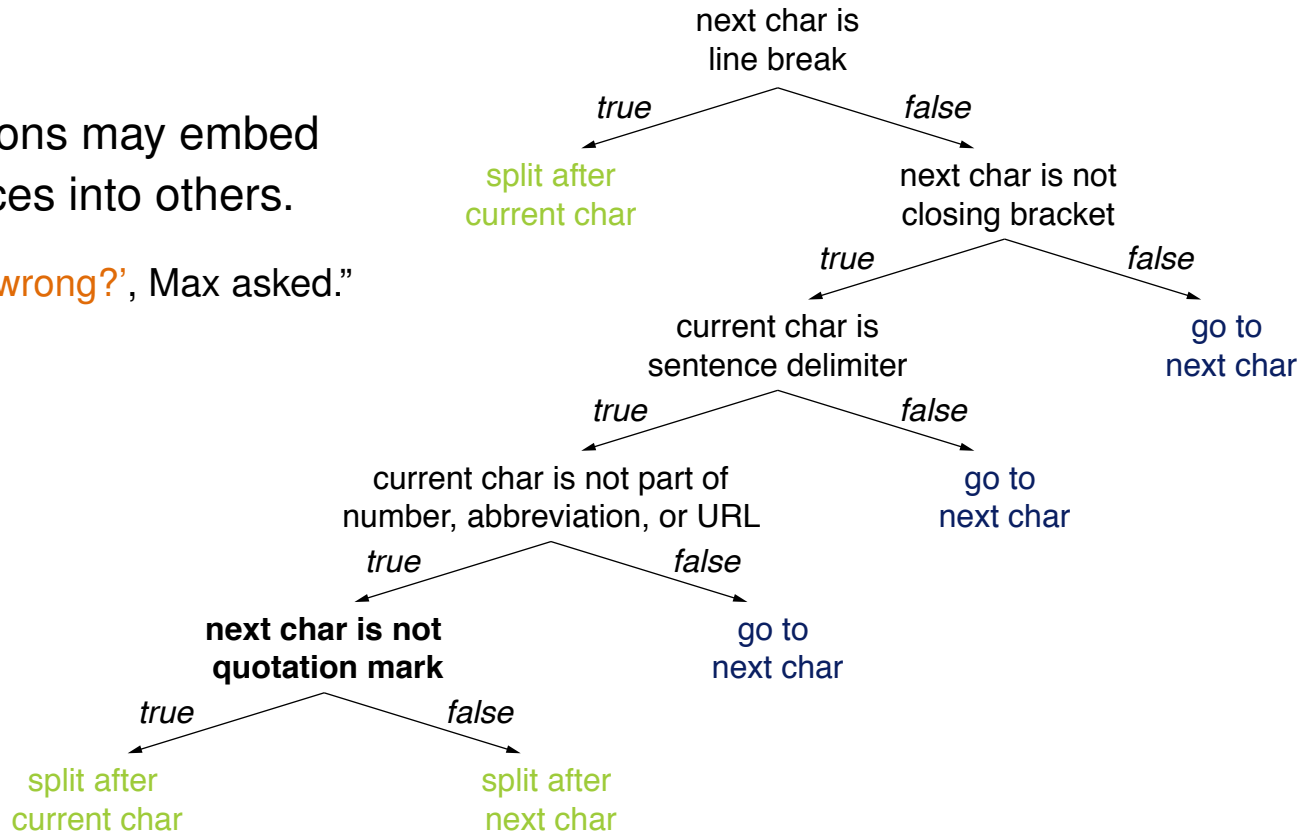 next char is
line break
true
false
ons may embed
ces into others.
wrong?’, Max asked.”
split after
current char
next char is not
closing bracket
true
false
current char is
sentence delimiter
go to
next char
true
false
current char is not part of
number, abbreviation, or URL
go to
next char
true
false
next char is not
quotation mark
go to
next char
true
false
split after
current char
split after
next char